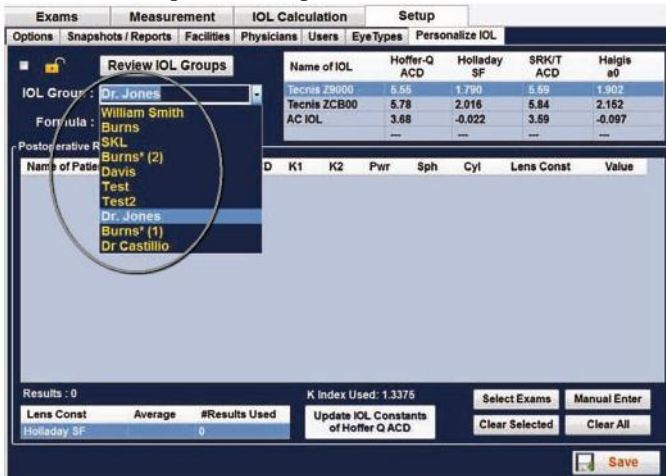 Exams Measurement IOL Calculation Setup
Options Snapshots / Reports Facilities Physicians Users Eye Types Personalize IOL
Review IOL Groups
IOL Group : Dr. Jones
William Smith
Burns
SKL
Burns* (2)
Davis
Test
Test2
Dr. Jones
Burns* (1)
Dr Castillio
Formula :
Name of IOL Hoffer-Q ACD Holladay SF SRK/T ACD Haigis a0
Tecnis Z9000 5.55 1.790 5.59 1.902
Tecnis ZCB00 5.78 2.016 5.84 2.152
AC IOL 3.68 -0.022 3.59 -0.097
--- --- --- ---
Postoperative R
Name of Patie D K1 K2 Pwr Sph Cyl Lens Const Value
Results : 0 K Index Used: 1.3375
Lens Const Average #Results Used
Holladay SF 0
Update IOL Constants
of Hoffer Q ACD
Select Exams Manual Enter
Clear Selected Clear All
Save